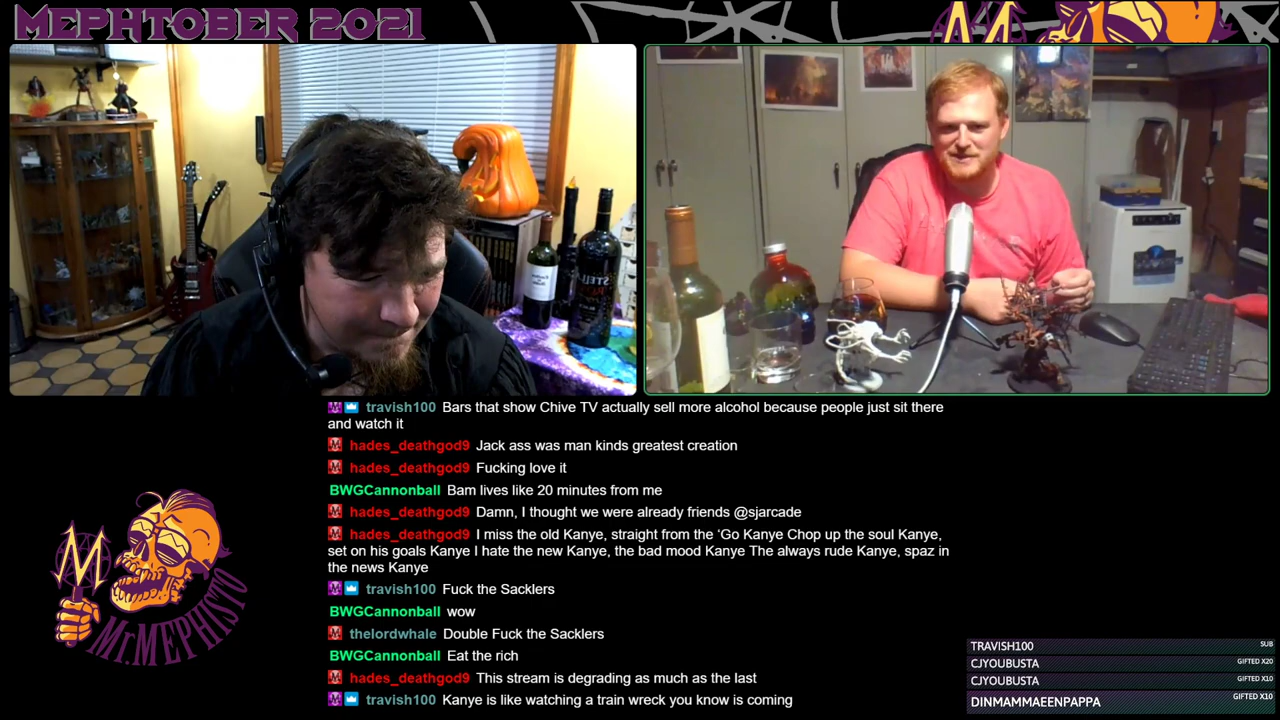 MEPHTOBER 2021
travish100 Bars that show Chive TV actually sell more alcohol because people just sit there
and watch it
hades_deathgod9 Jack ass was man kinds greatest creation
hades_deathgod9 Fucking love it
BWGCannonball Bam lives like 20 minutes from me
hades_deathgod9 Damn, I thought we were already friends @sjarcade
hades_deathgod9 I miss the old Kanye, straight from the ‘Go Kanye Chop up the soul Kanye,
set on his goals Kanye I hate the new Kanye, the bad mood Kanye The always rude Kanye, spaz in
the news Kanye
travish100 Fuck the Sacklers
BWGCannonball wow
thelordwhale Double Fuck the Sacklers
BWGCannonball Eat the rich
hades_deathgod9 This stream is degrading as much as the last
travish100 Kanye is like watching a train wreck you know is coming
M
MR.MEPHISTO
TRAVISH100 SUB
CJYOUBUSTA GIFTED X20
CJYOUBUSTA GIFTED X10
DINMAMMAEENPAPPA GIFTED X10